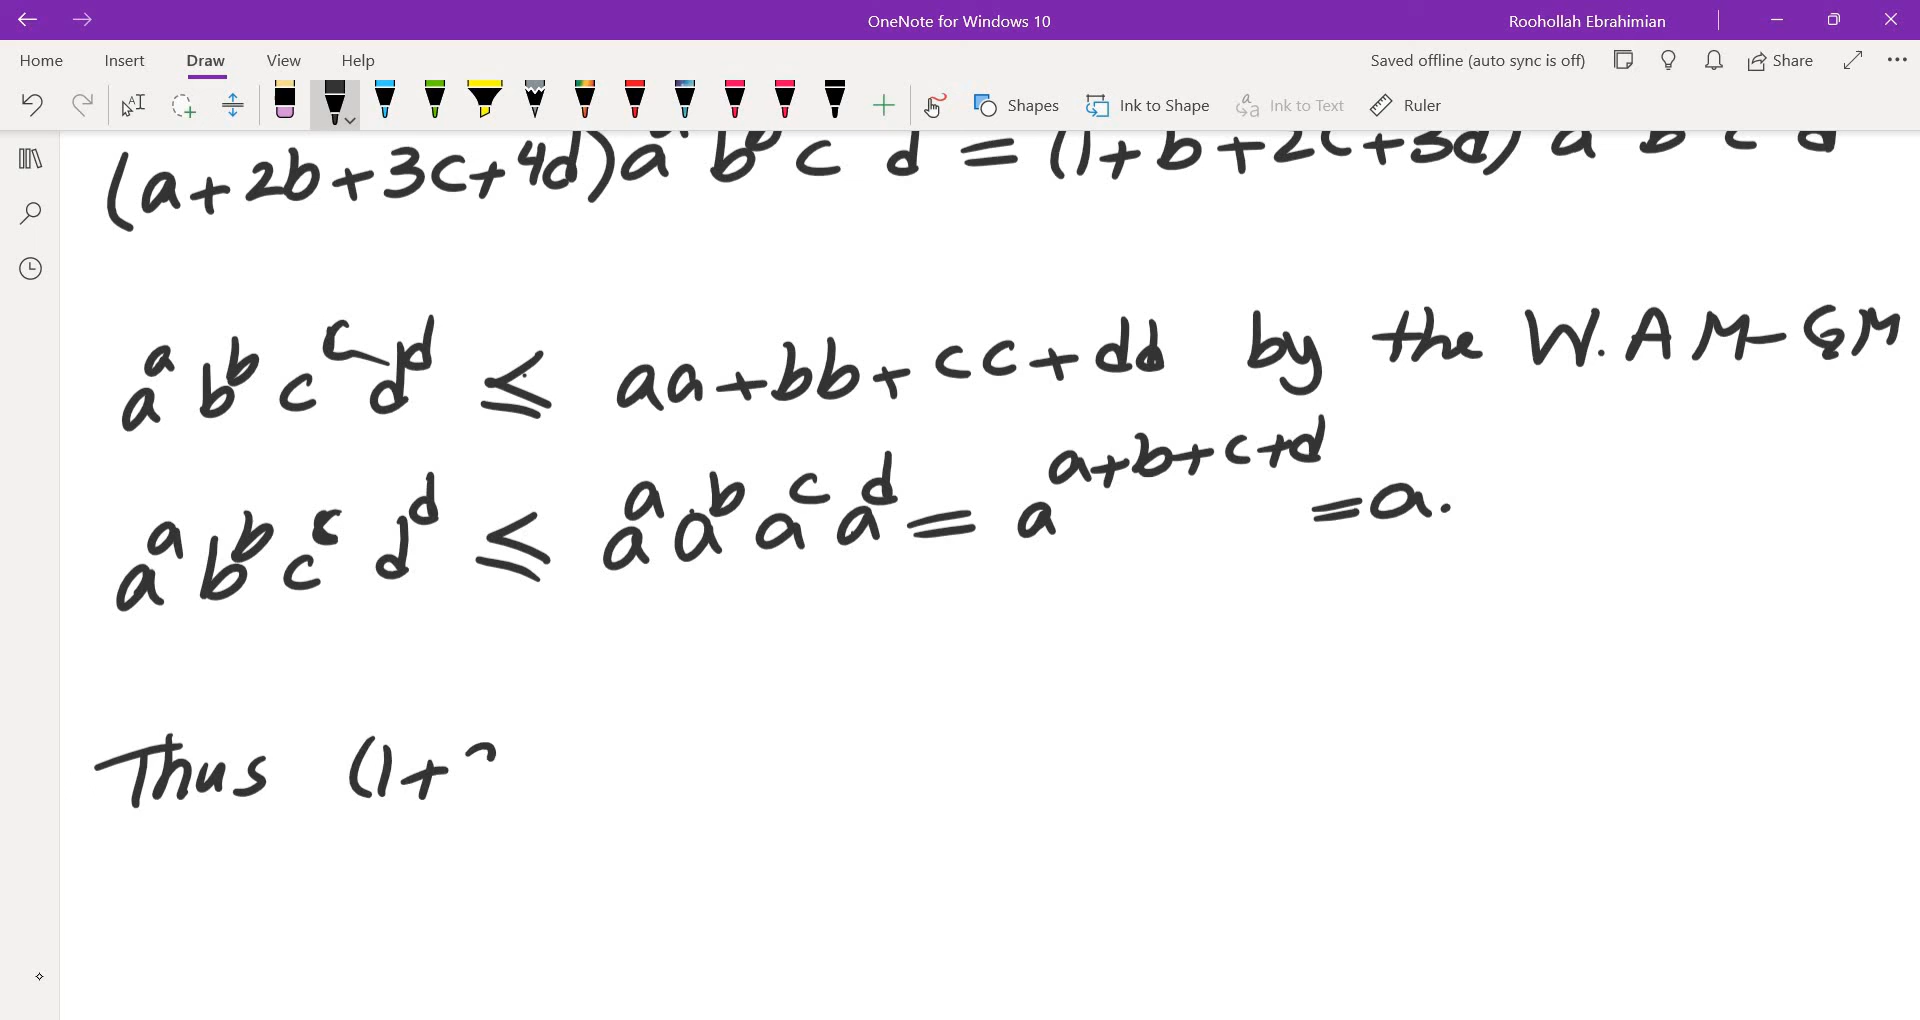 OneNote for Windows 10 Roohollah Ebrahimian
Home Insert Draw View Help Saved offline (auto sync is off) Share
Shapes Ink to Shape Ink to Text Ruler
(a+2b+3c+4d)a^a b^b c d = (1+b+2c+3d) a b c d
a^a b^b c^c d^d ≤ aa+bb+cc+dd by the W.AM-GM
a^a b^b c^c d^d ≤ a^a a^b a^c a^d = a^{a+b+c+d} = a.
Thus (1+